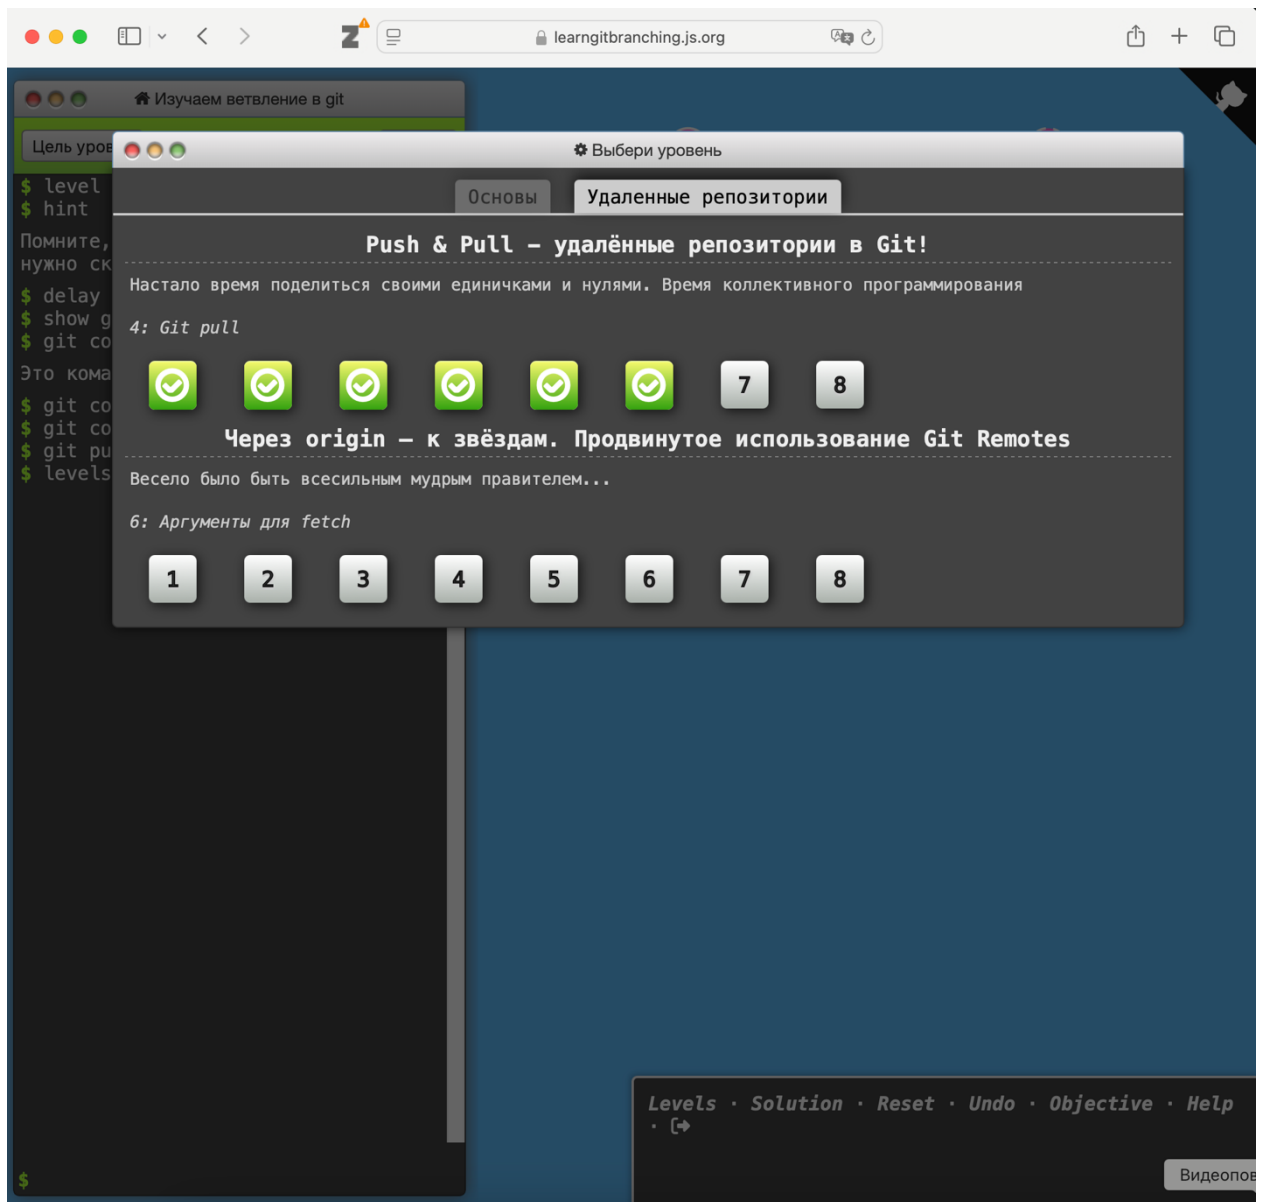 learngitbranching.js.org
Изучаем ветвление в git
Цель уров
Выбери уровень
Основы
Удаленные репозитории
$ level
$ hint
Помните,
нужно ск
$ delay
$ show g
$ git co
Это кома
$ git co
$ git co
$ git pu
$ levels
Push & Pull — удалённые репозитории в Git!
Настало время поделиться своими единичками и нулями. Время коллективного программирования
4: Git pull
7 8
Через origin — к звёздам. Продвинутое использование Git Remotes
Весело было быть всесильным мудрым правителем...
6: Аргументы для fetch
1 2 3 4 5 6 7 8
$
Levels · Solution · Reset · Undo · Objective · Help
·
Видеопов